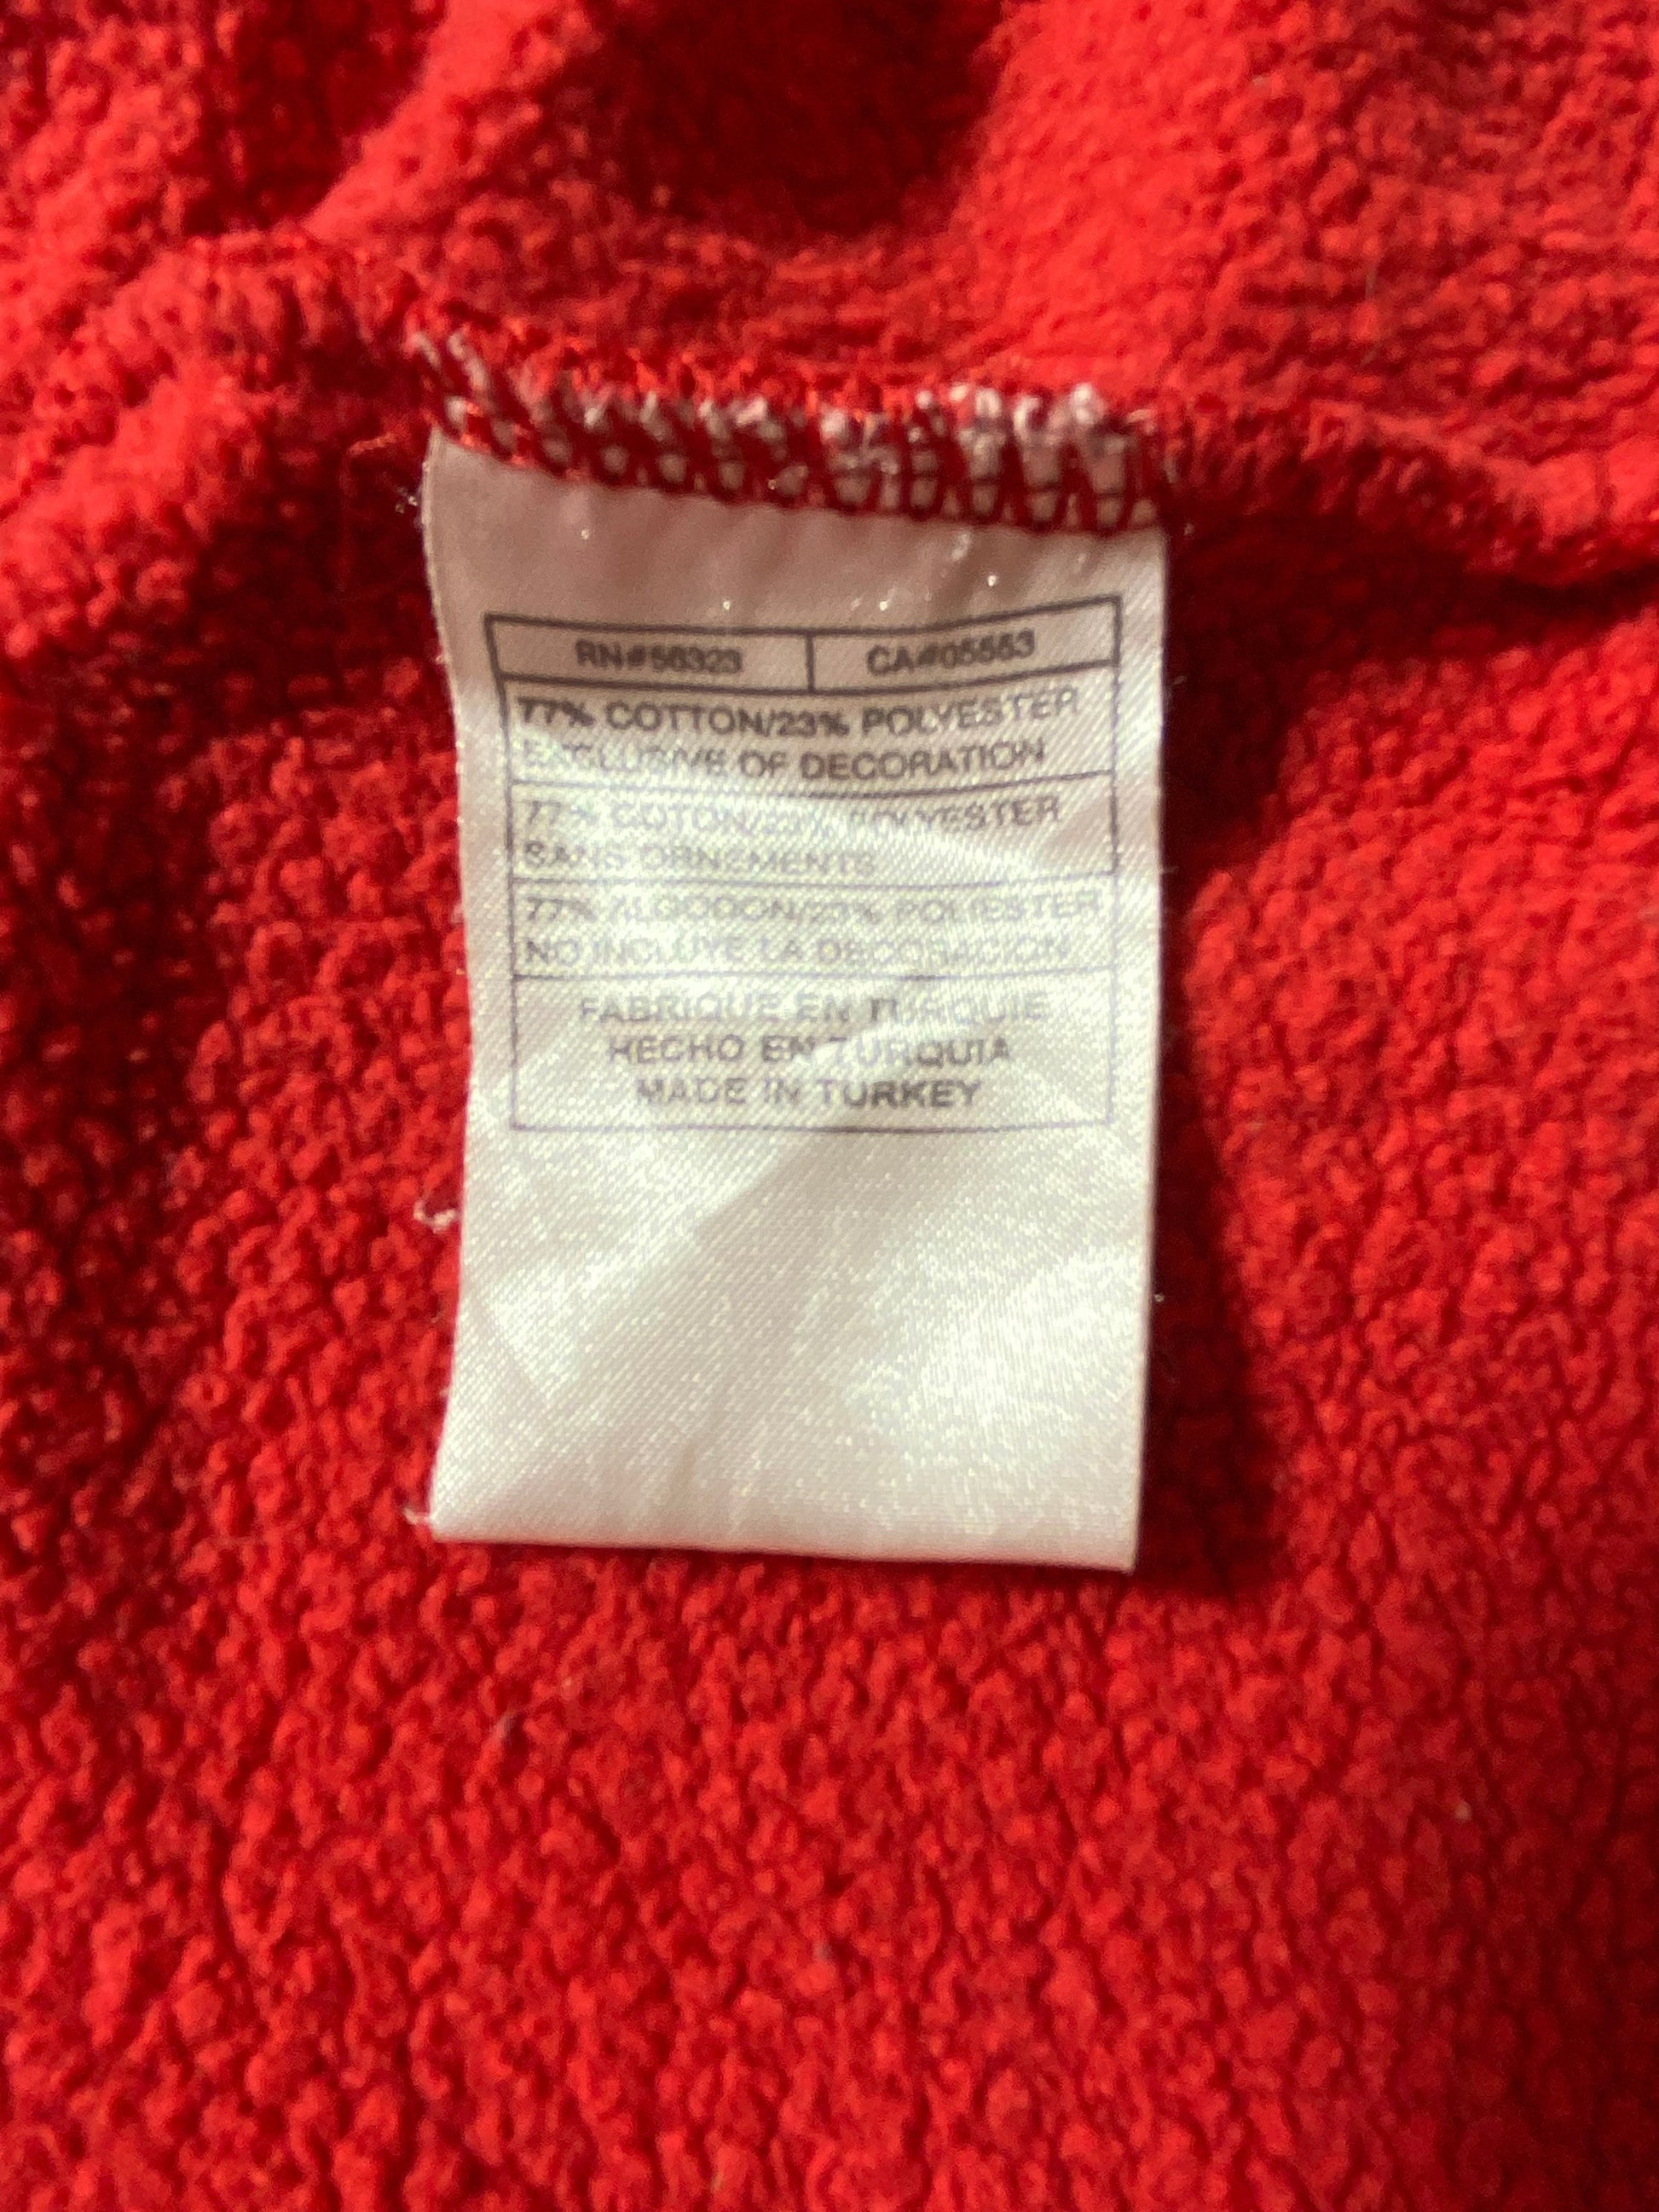 RN#56323 CA#05553
77% COTTON/23% POLYESTER
EXCLUSIVE OF DECORATION
77% COTON/23% POLYESTER
SANS ORNEMENTS
77% ALGODON/23% POLIESTER
NO INCLUYE LA DECORACION
FABRIQUE EN TURQUIE
HECHO EN TURQUIA
MADE IN TURKEY